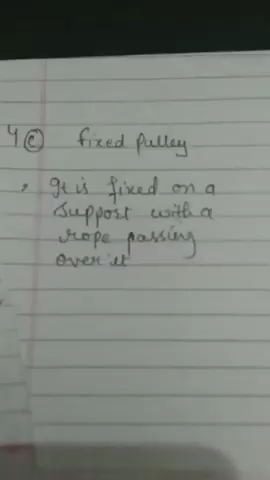 4 (c) fixed Pulley
, It is fixed on a
support with a
rope passing
over it